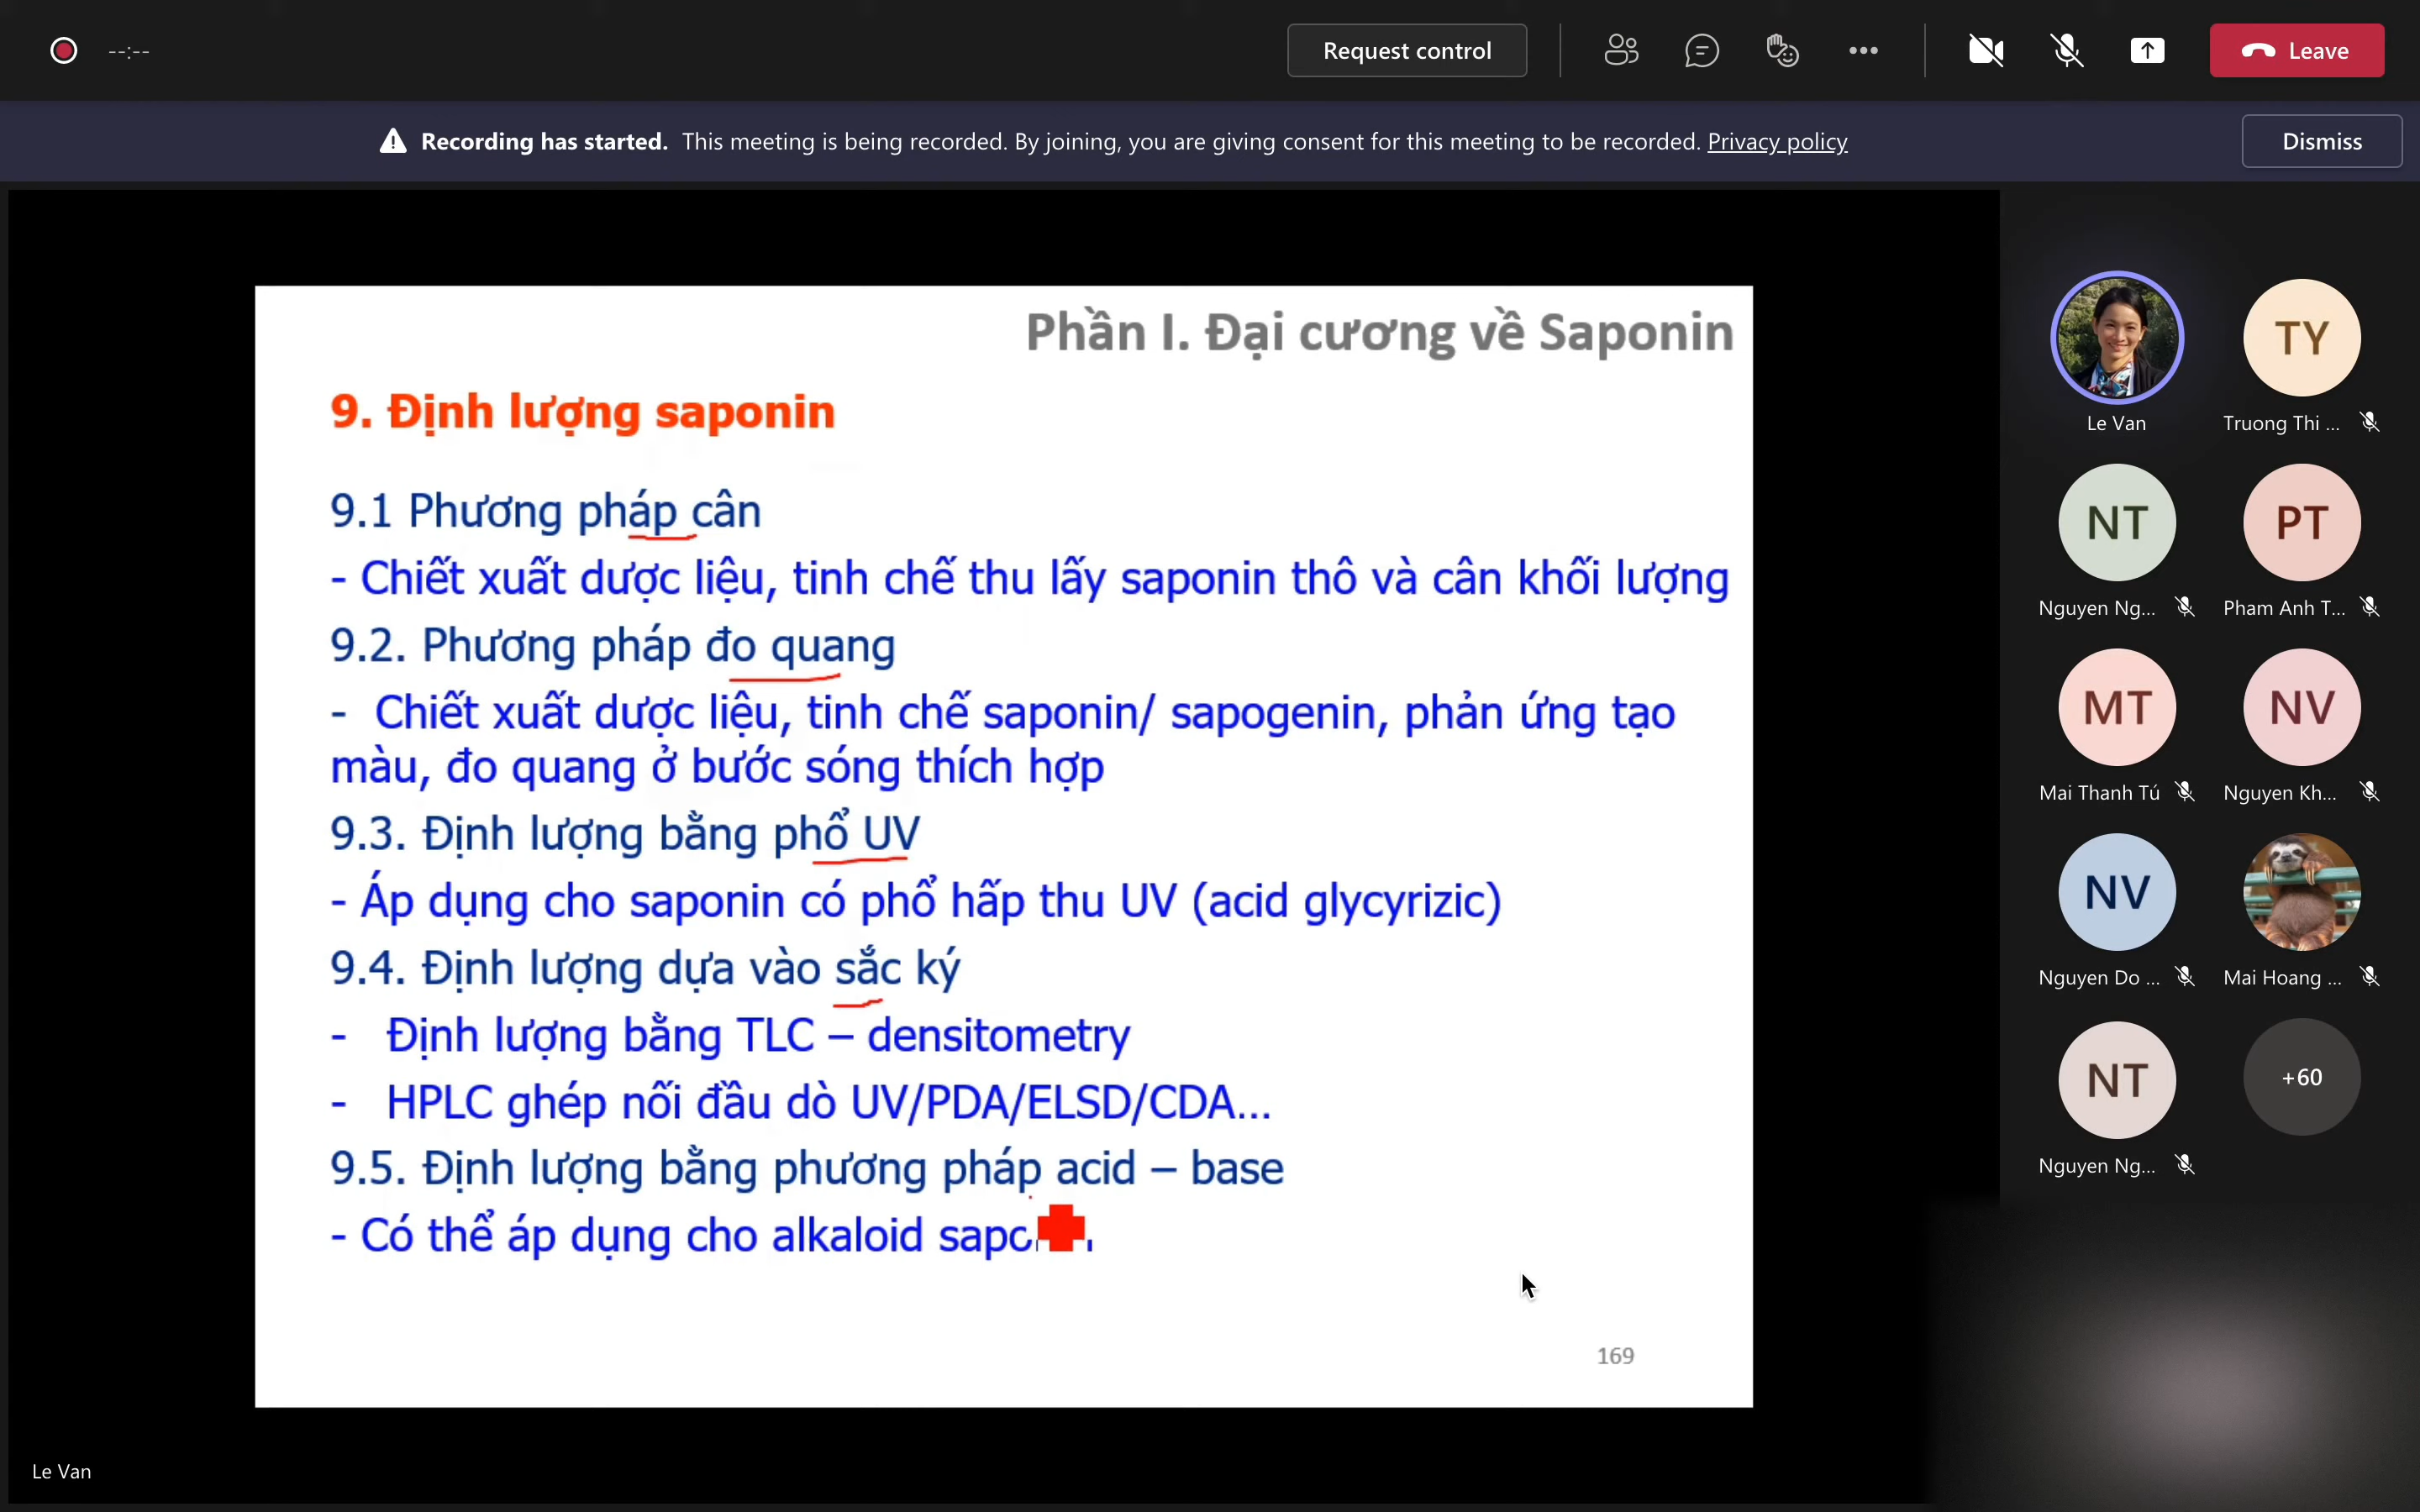 --:--
Request control
Leave
Recording has started. This meeting is being recorded. By joining, you are giving consent for this meeting to be recorded. Privacy policy
Dismiss
Phần I. Đại cương về Saponin
9. Định lượng saponin
9.1 Phương pháp cân
- Chiết xuất dược liệu, tinh chế thu lấy saponin thô và cân khối lượng
9.2. Phương pháp đo quang
- Chiết xuất dược liệu, tinh chế saponin/ sapogenin, phản ứng tạo
màu, đo quang ở bước sóng thích hợp
9.3. Định lượng bằng phổ UV
- Áp dụng cho saponin có phổ hấp thu UV (acid glycyrizic)
9.4. Định lượng dựa vào sắc ký
- Định lượng bằng TLC – densitometry
- HPLC ghép nối đầu dò UV/PDA/ELSD/CDA...
9.5. Định lượng bằng phương pháp acid – base
- Có thể áp dụng cho alkaloid
169
Le Van
TY
Le Van
Truong Thi ...
NT
PT
Nguyen Ng...
Pham Anh T...
MT
NV
Mai Thanh Tú
Nguyen Kh...
NV
Nguyen Do ...
Mai Hoang ...
NT
+60
Nguyen Ng...